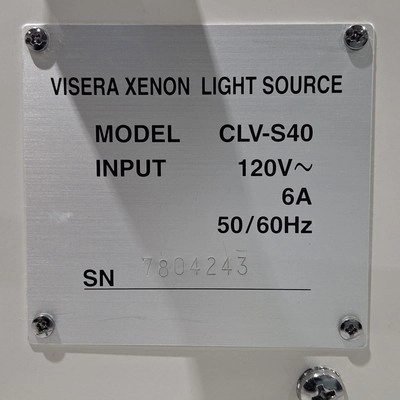 VISERA XENON LIGHT SOURCE
MODEL CLV-S40
INPUT 120V~
6A
50/60Hz
SN 7804243